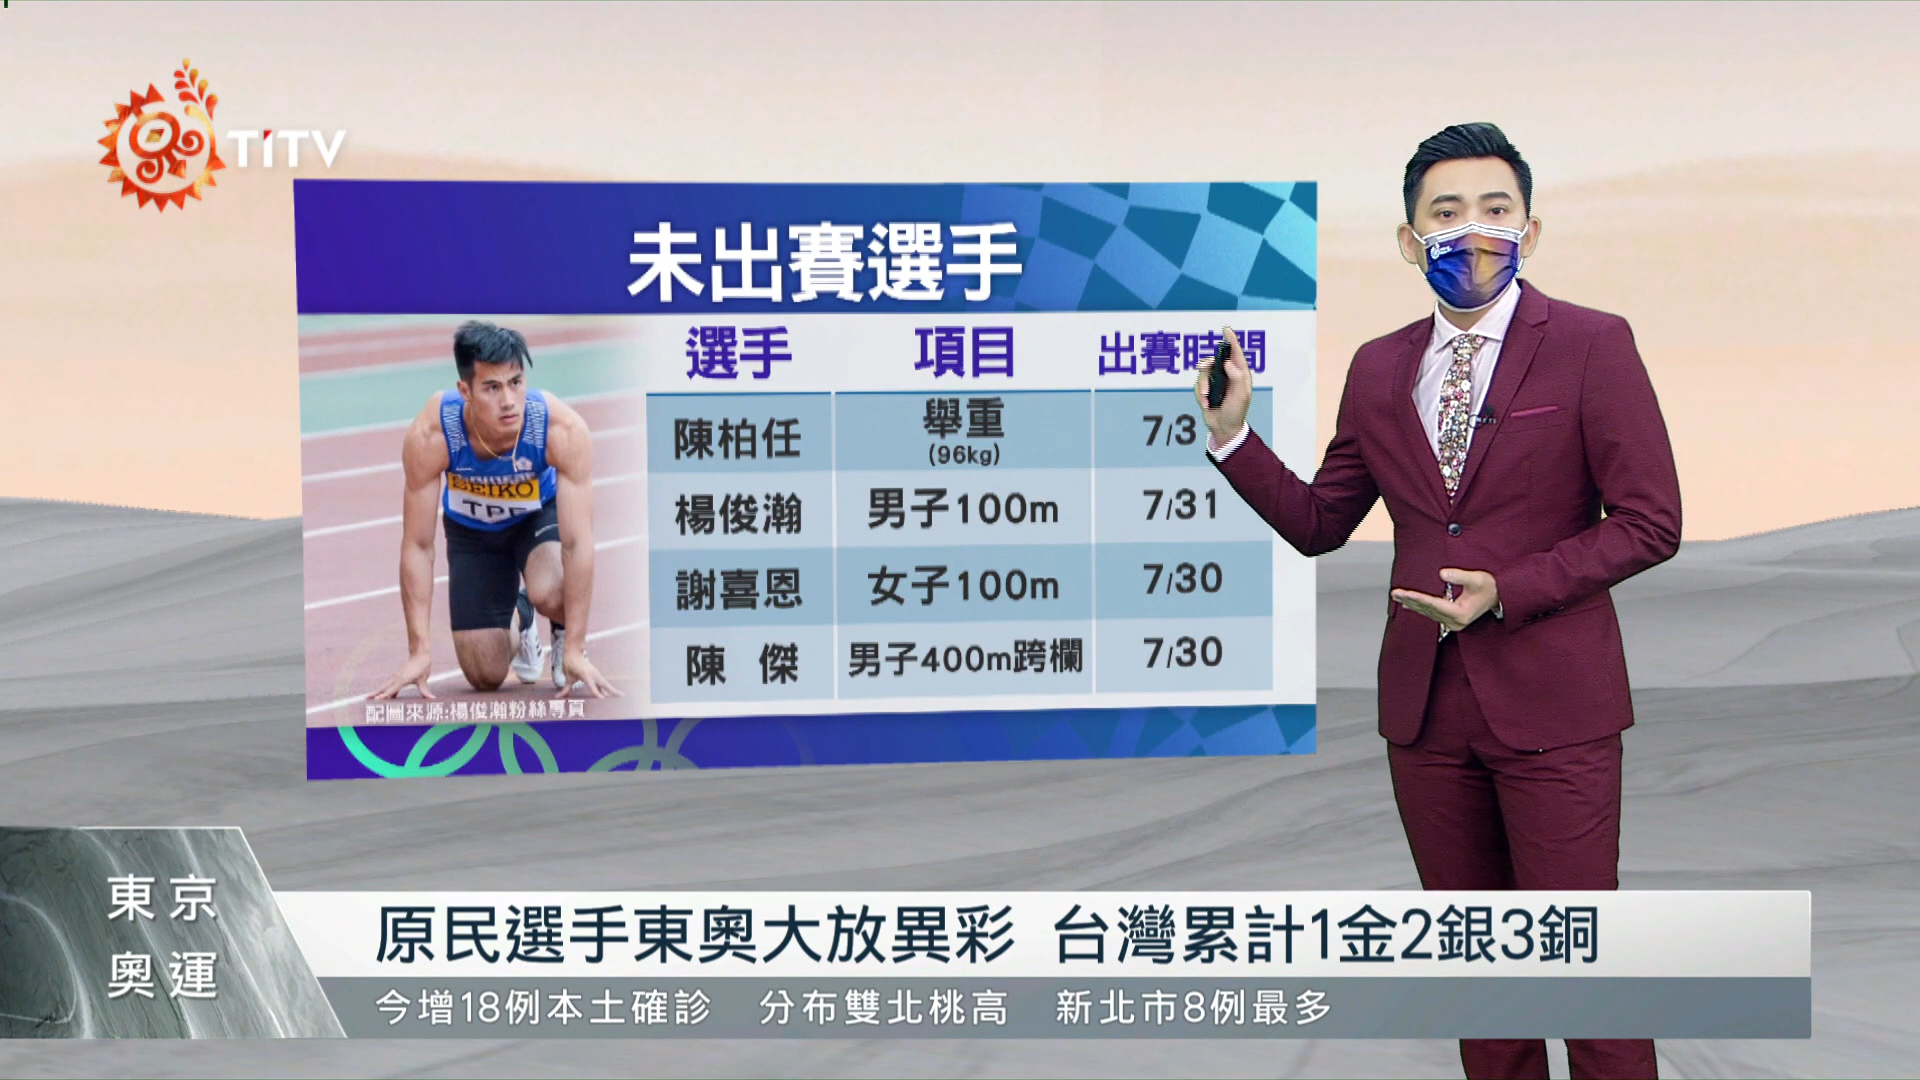 TiTV
未出賽選手
選手 項目 出賽時間
陳柏任 舉重 7/3
(96kg)
楊俊瀚 男子100m 7/31
謝喜恩 女子100m 7/30
陳 傑 男子400m跨欄 7/30
SEIKO
TPE
配圖來源:楊俊瀚粉絲專頁
東京
奧運
原民選手東奧大放異彩 台灣累計1金2銀3銅
今增18例本土確診 分布雙北桃高 新北市8例最多